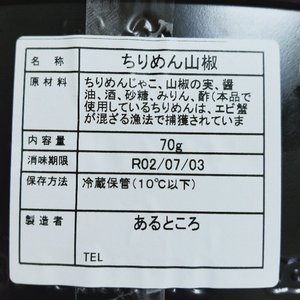 名称 ちりめん山椒
原材料 ちりめんじゃこ、山椒の実、醬
油、酒、砂糖、みりん、酢(本品で
使用しているちりめんは、エビ蟹
が混ざる漁法で捕獲されていま
内容量 70g
消味期限 R02/07/03
保存方法 冷蔵保管(10℃以下)
製造者 あるところ
TEL